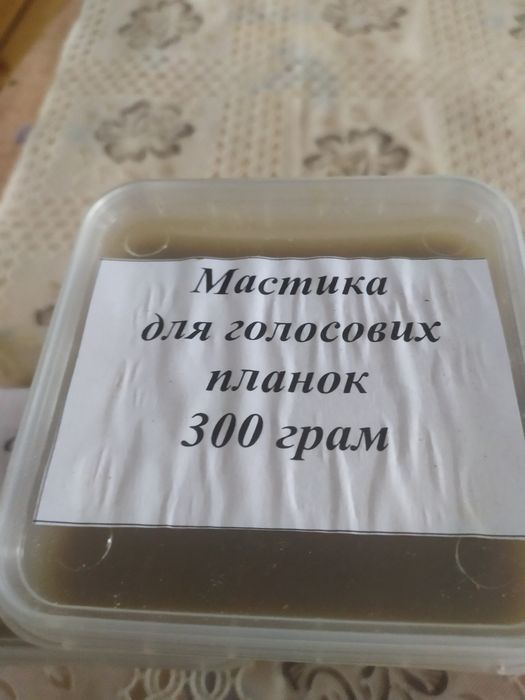 Мастика
для голосових
планок
300 грам